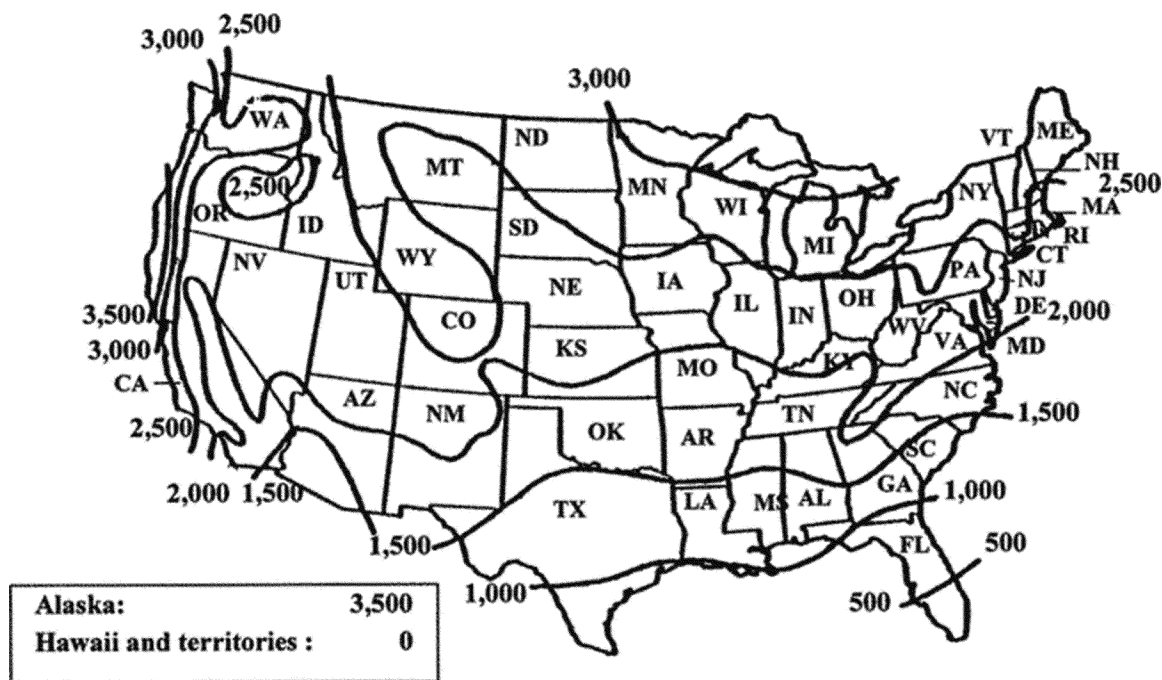 3,000
2,500
3,000
WA
MT
ND
MN
WI
MI
VT
ME
NH
2,500
MA
RI
CT
NY
2,500
OR
ID
WY
SD
NV
UT
CO
NE
IA
IL
IN
OH
PA
NJ
DE
2,000
MD
WV
VA
3,500
3,000
CA
KS
MO
KY
AZ
NM
OK
AR
TN
NC
1,500
SC
2,500
2,000
1,500
1,500
TX
LA
MS
AL
GA
1,000
FL
500
500
1,000
Alaska: 3,500
Hawaii and territories : 0